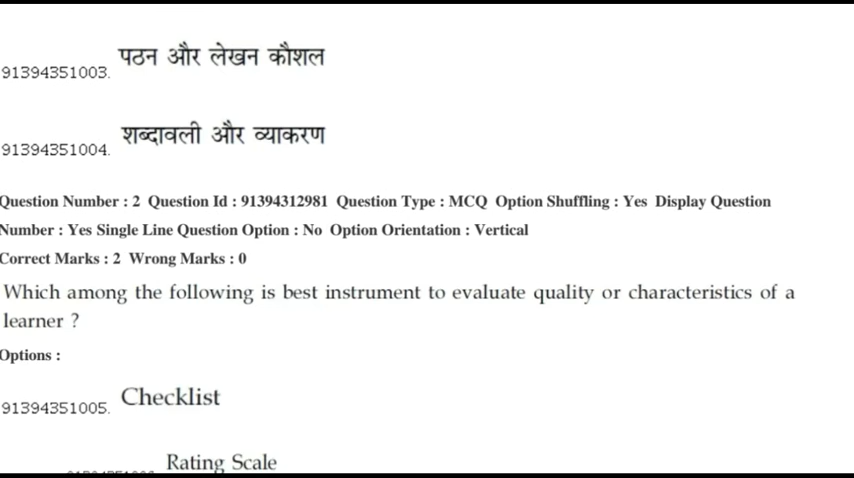 पठन और लेखन कौशल
91394351003.
शब्दावली और व्याकरण
91394351004.
Question Number : 2 Question Id : 91394312981 Question Type : MCQ Option Shuffling : Yes Display Question
Number : Yes Single Line Question Option : No Option Orientation : Vertical
Correct Marks : 2 Wrong Marks : 0
Which among the following is best instrument to evaluate quality or characteristics of a
learner ?
Options :
Checklist
91394351005.
Rating Scale